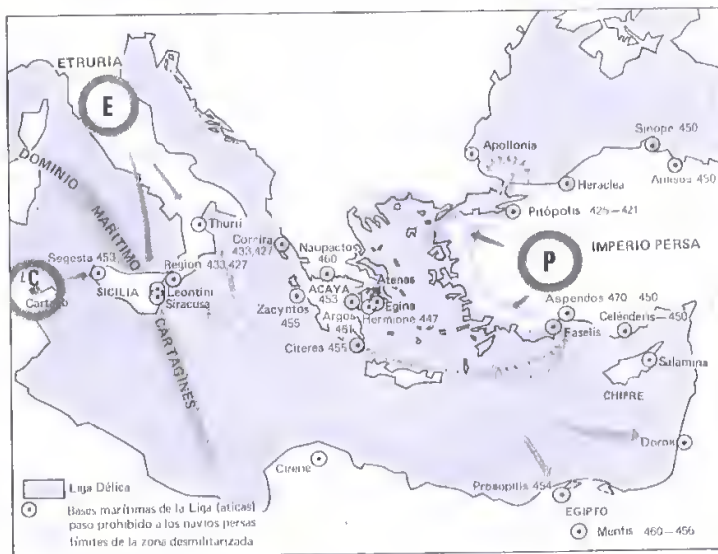 ETRURIA
E
DOMINIO
MARÍTIMO
CARTAGINES
Apollonia
Sinope 450
Amisos 450
Heraclea
Pitópolis 425–421
IMPERIO PERSA
P
Thurii
Corcira
433,427
Naupactos
460
Atenas
ACAYA
453
Egina
Argos
461
Hermione 447
Zacyntos
455
Citerea 455
Segesta 453
Region 433,427
C
SICILIA
Leontini
Siracusa
Aspendos 470–450
Faselis
Celénderis–450
Salamina
CHIPRE
Doros
Cirene
Prosopitis 454
EGIPTO
Menfis 460–456
Liga Délica
Bases marítimas de la Liga (áticas)
paso prohibido a los navíos persas
límites de la zona desmilitarizada